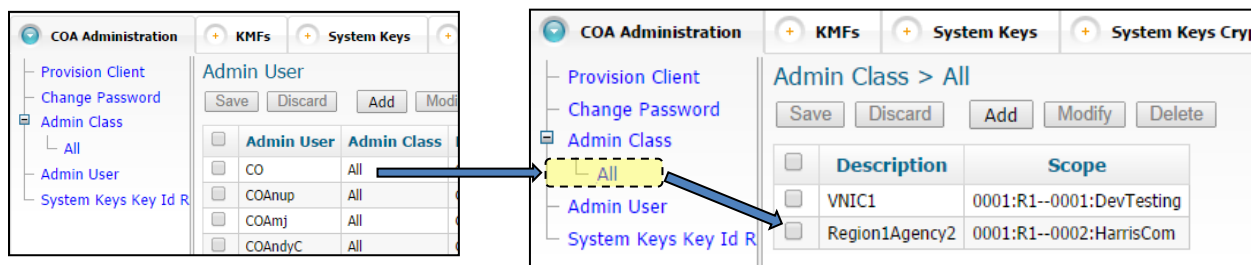 COA Administration
KMFs
System Keys
Provision Client
Change Password
Admin Class
All
Admin User
System Keys Key Id R
Admin User
Save Discard Add Modi
Admin User Admin Class
CO All
COAnup All
COAmj All
COAndyC All
COA Administration
KMFs
System Keys
System Keys Cryp
Provision Client
Change Password
Admin Class
All
Admin User
System Keys Key Id R
Admin Class > All
Save Discard Add Modify Delete
Description Scope
VNIC1 0001:R1--0001:DevTesting
Region1Agency2 0001:R1--0002:HarrisCom